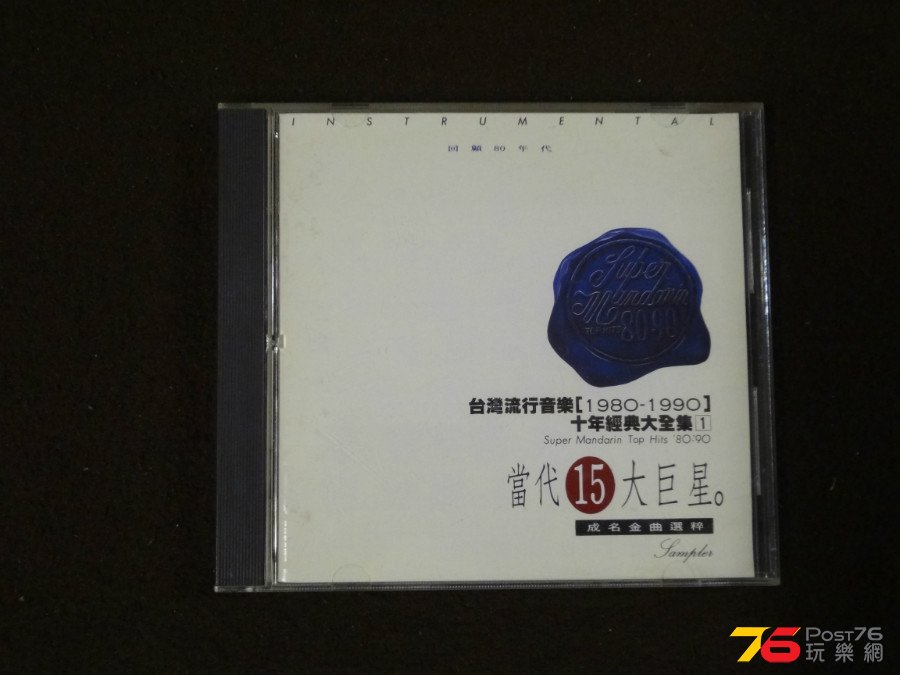 INSTRUMENTAL
回顧80年代
Super
Mandarin
TOP HITS 80-90
台灣流行音樂[1980-1990]
十年經典大全集1
Super Mandarin Top Hits '80-'90
當代15大巨星。
成名金曲選粹
Sampler
76 POST76
玩樂網